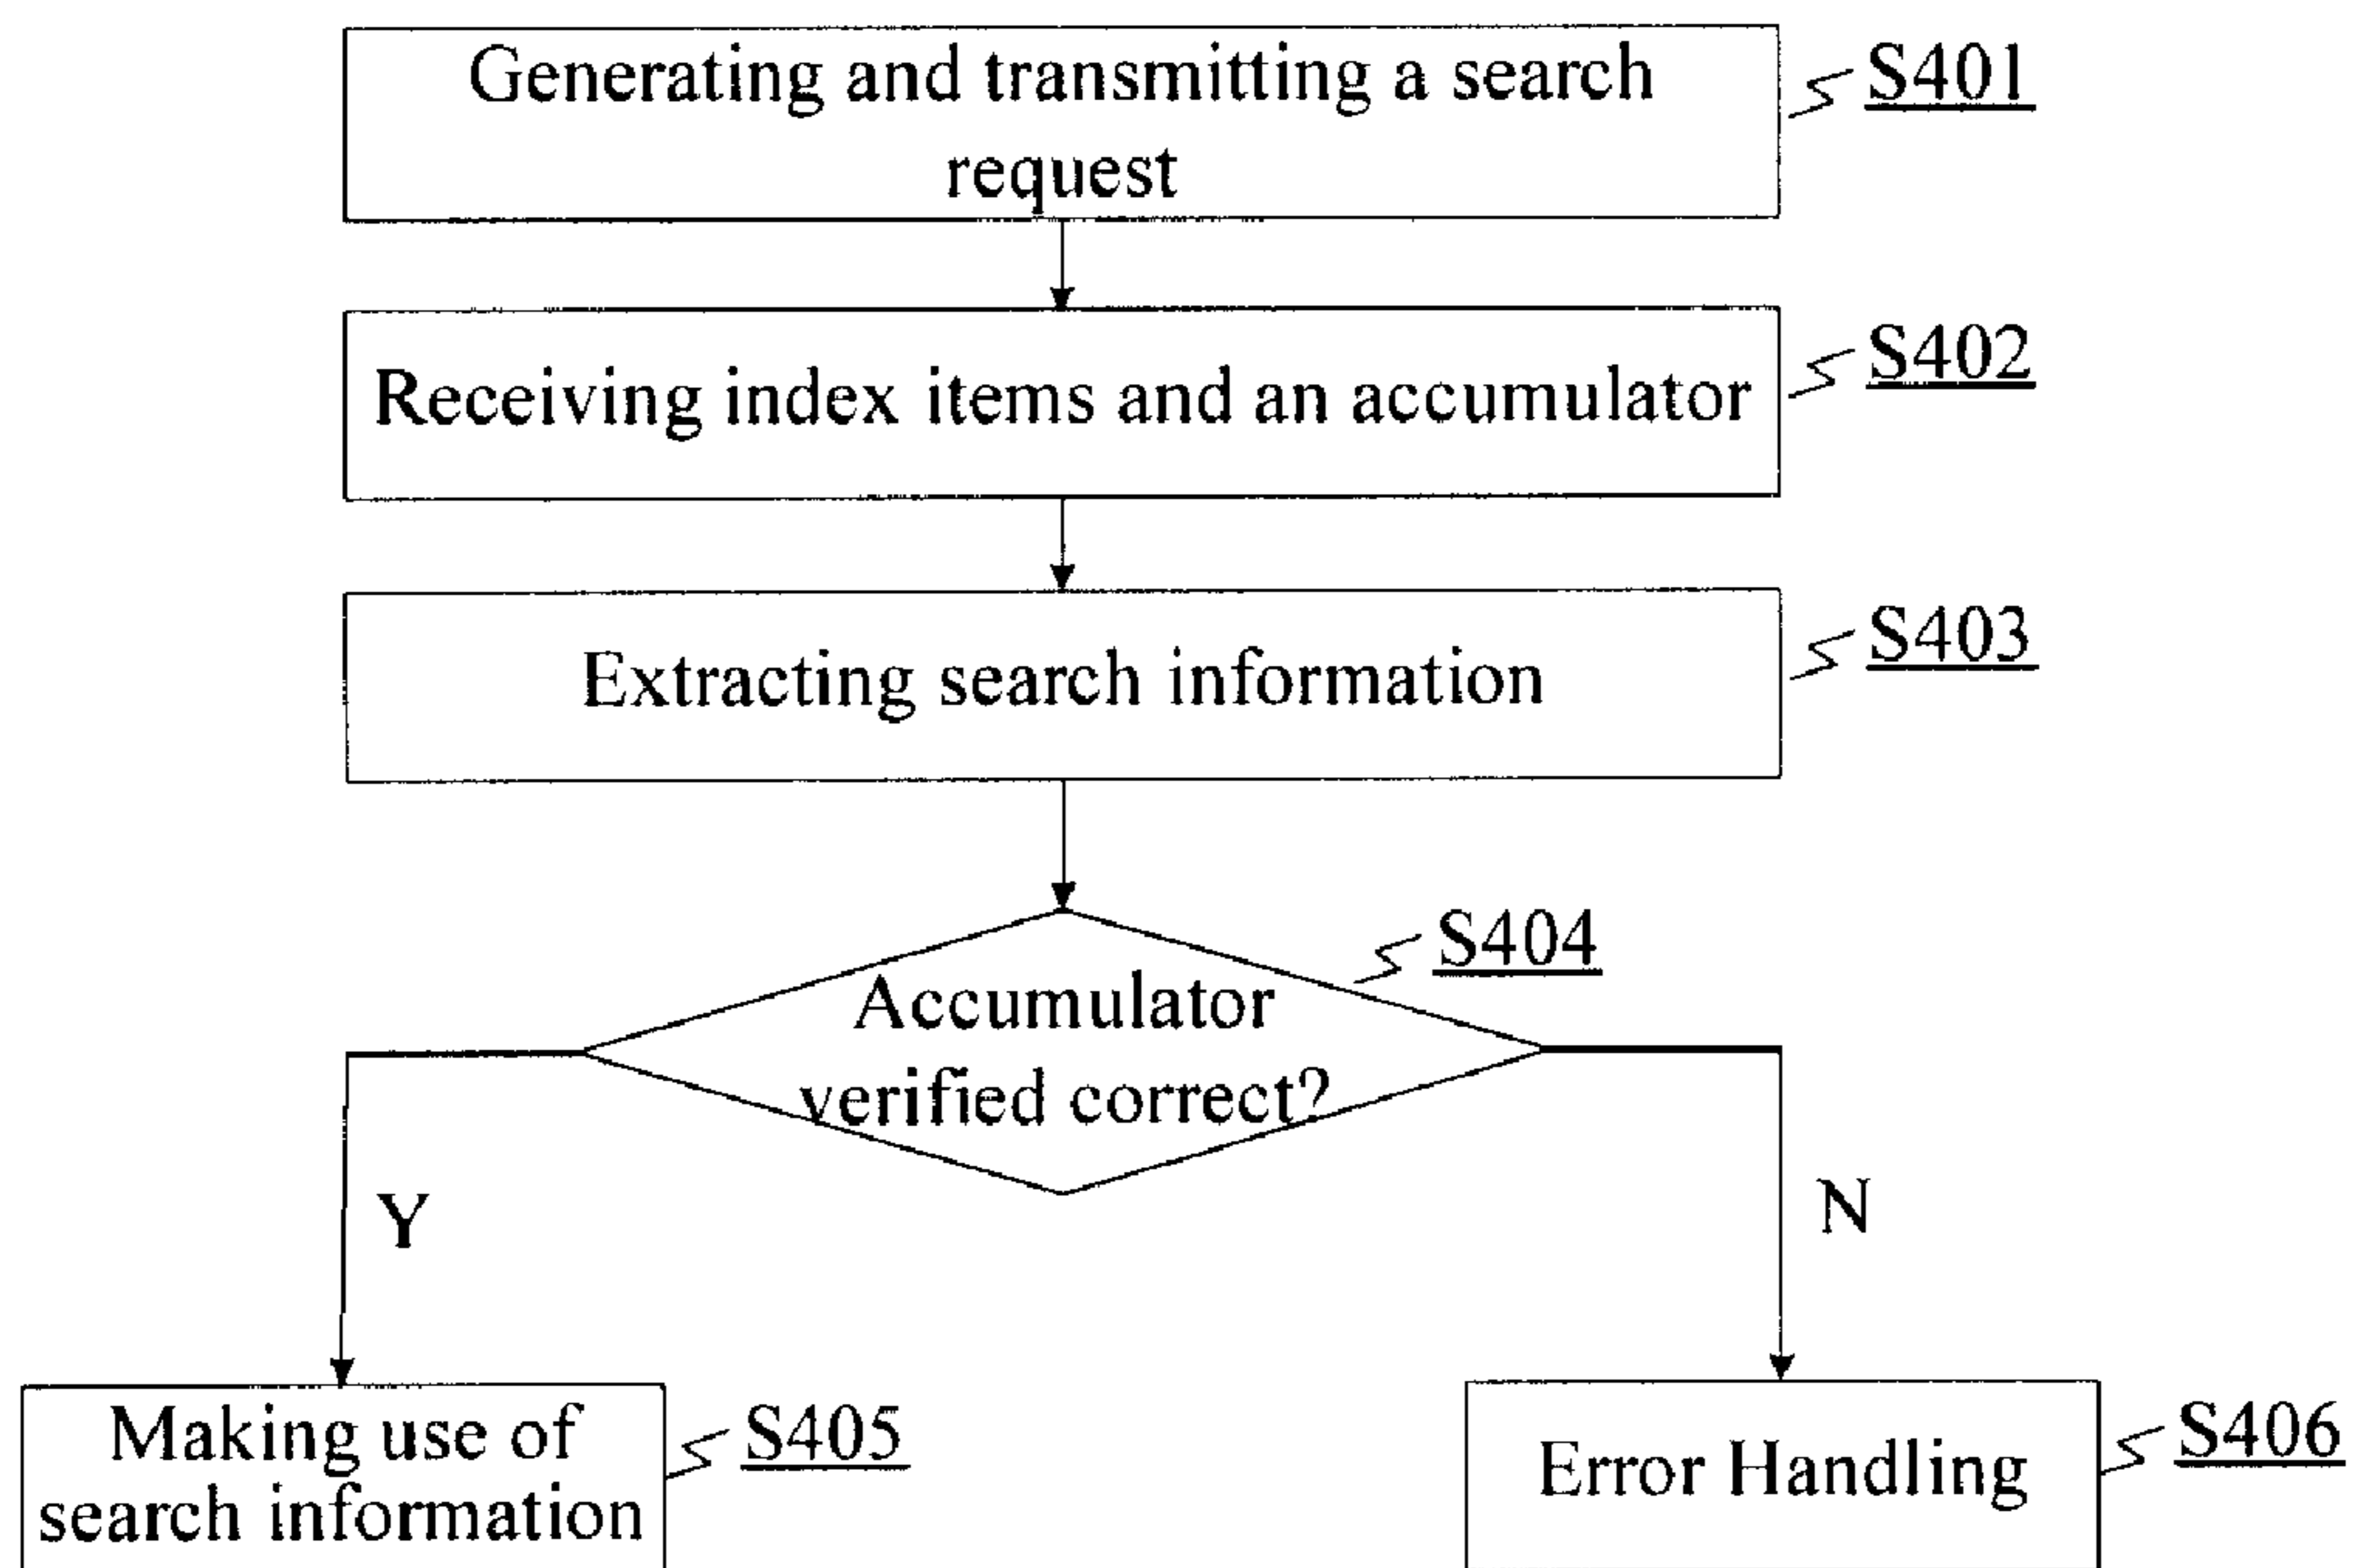 Generating and transmitting a search
request
S401
Receiving index items and an accumulator
S402
Extracting search information
S403
Accumulator
verified correct?
S404
Y
N
Making use of
search information
S405
Error Handling
S406